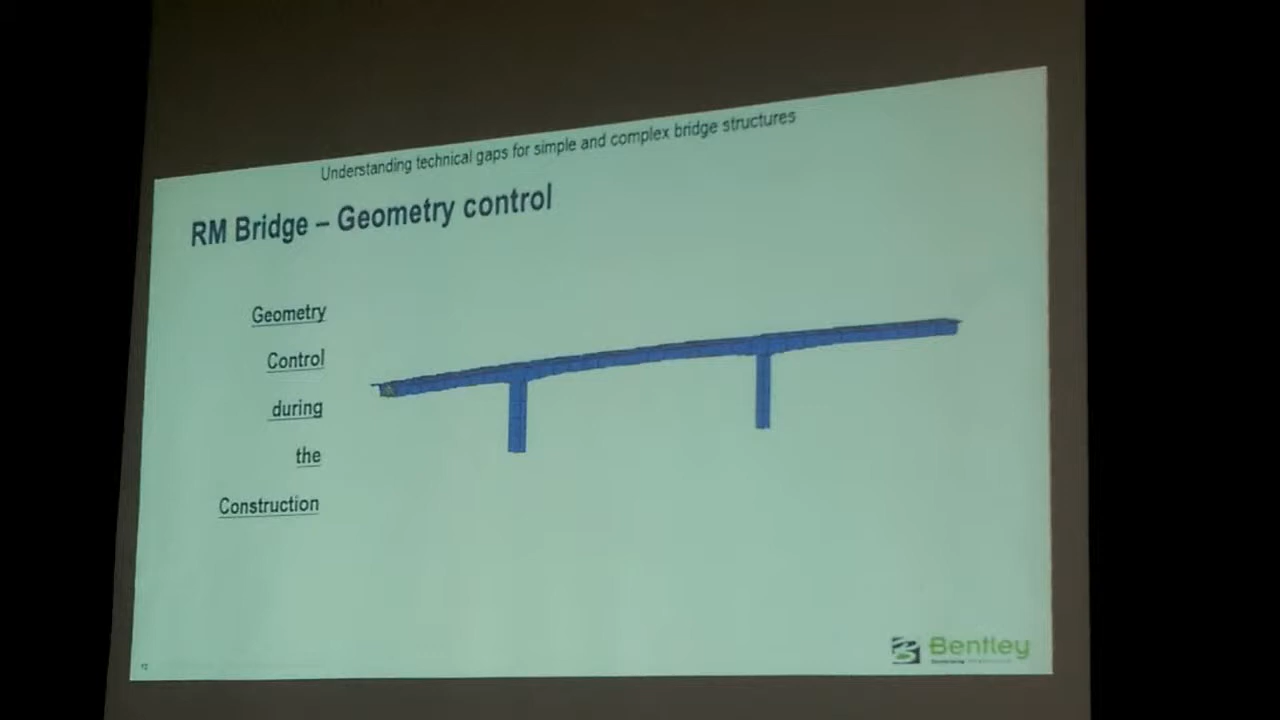 Understanding technical gaps for simple and complex bridge structures
RM Bridge – Geometry control
Geometry
Control
during
the
Construction
Bentley